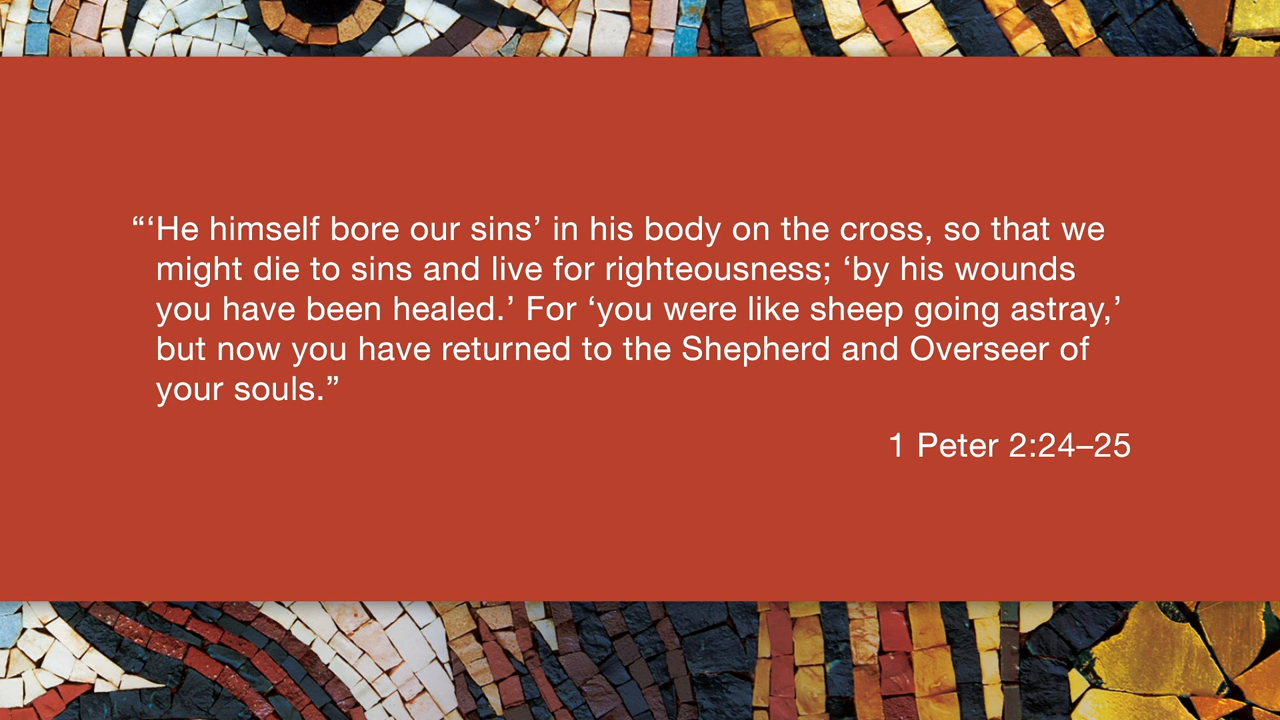 “‘He himself bore our sins’ in his body on the cross, so that we
might die to sins and live for righteousness; ‘by his wounds
you have been healed.’ For ‘you were like sheep going astray,’
but now you have returned to the Shepherd and Overseer of
your souls.”
1 Peter 2:24–25